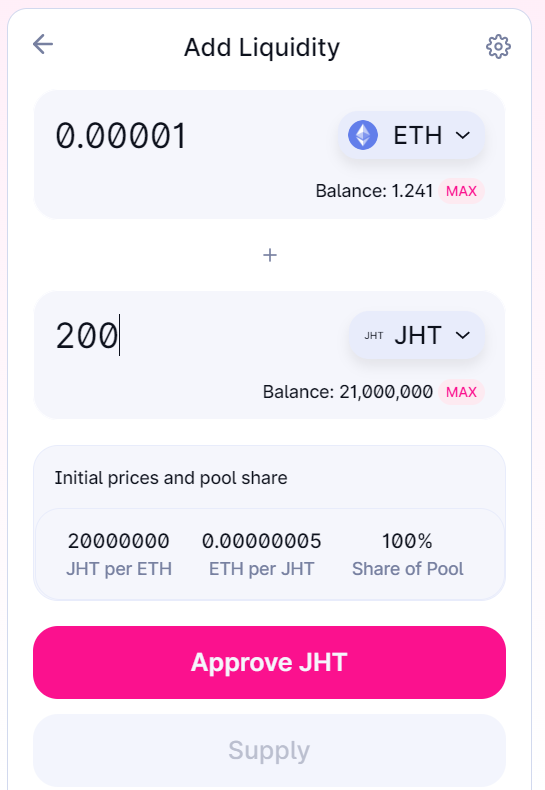 Add Liquidity
0.00001 ETH
Balance: 1.241 MAX
+
200 JHT JHT
Balance: 21,000,000 MAX
Initial prices and pool share
20000000 0.00000005 100%
JHT per ETH ETH per JHT Share of Pool
Approve JHT
Supply